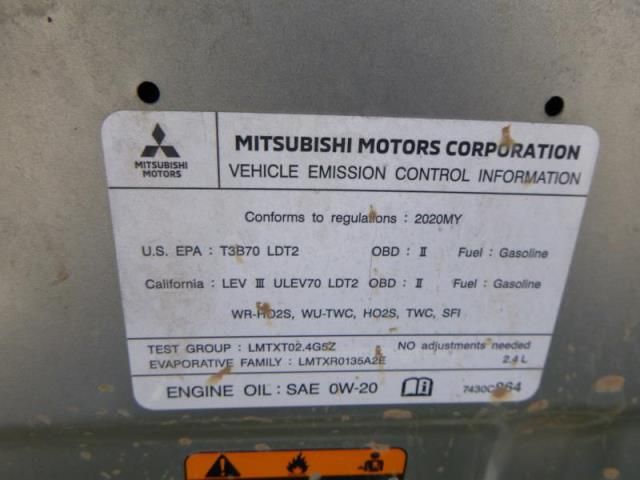 MITSUBISHI
MOTORS
MITSUBISHI MOTORS CORPORATION
VEHICLE EMISSION CONTROL INFORMATION
Conforms to regulations : 2020MY
U.S. EPA : T3B70 LDT2 OBD : II Fuel : Gasoline
California : LEV III ULEV70 LDT2 OBD : II Fuel : Gasoline
WR-HO2S, WU-TWC, HO2S, TWC, SFI
TEST GROUP : LMTXT02.4G5Z NO adjustments needed
EVAPORATIVE FAMILY : LMTXR0135A2E 2.4 L
ENGINE OIL : SAE 0W-20 7430C864